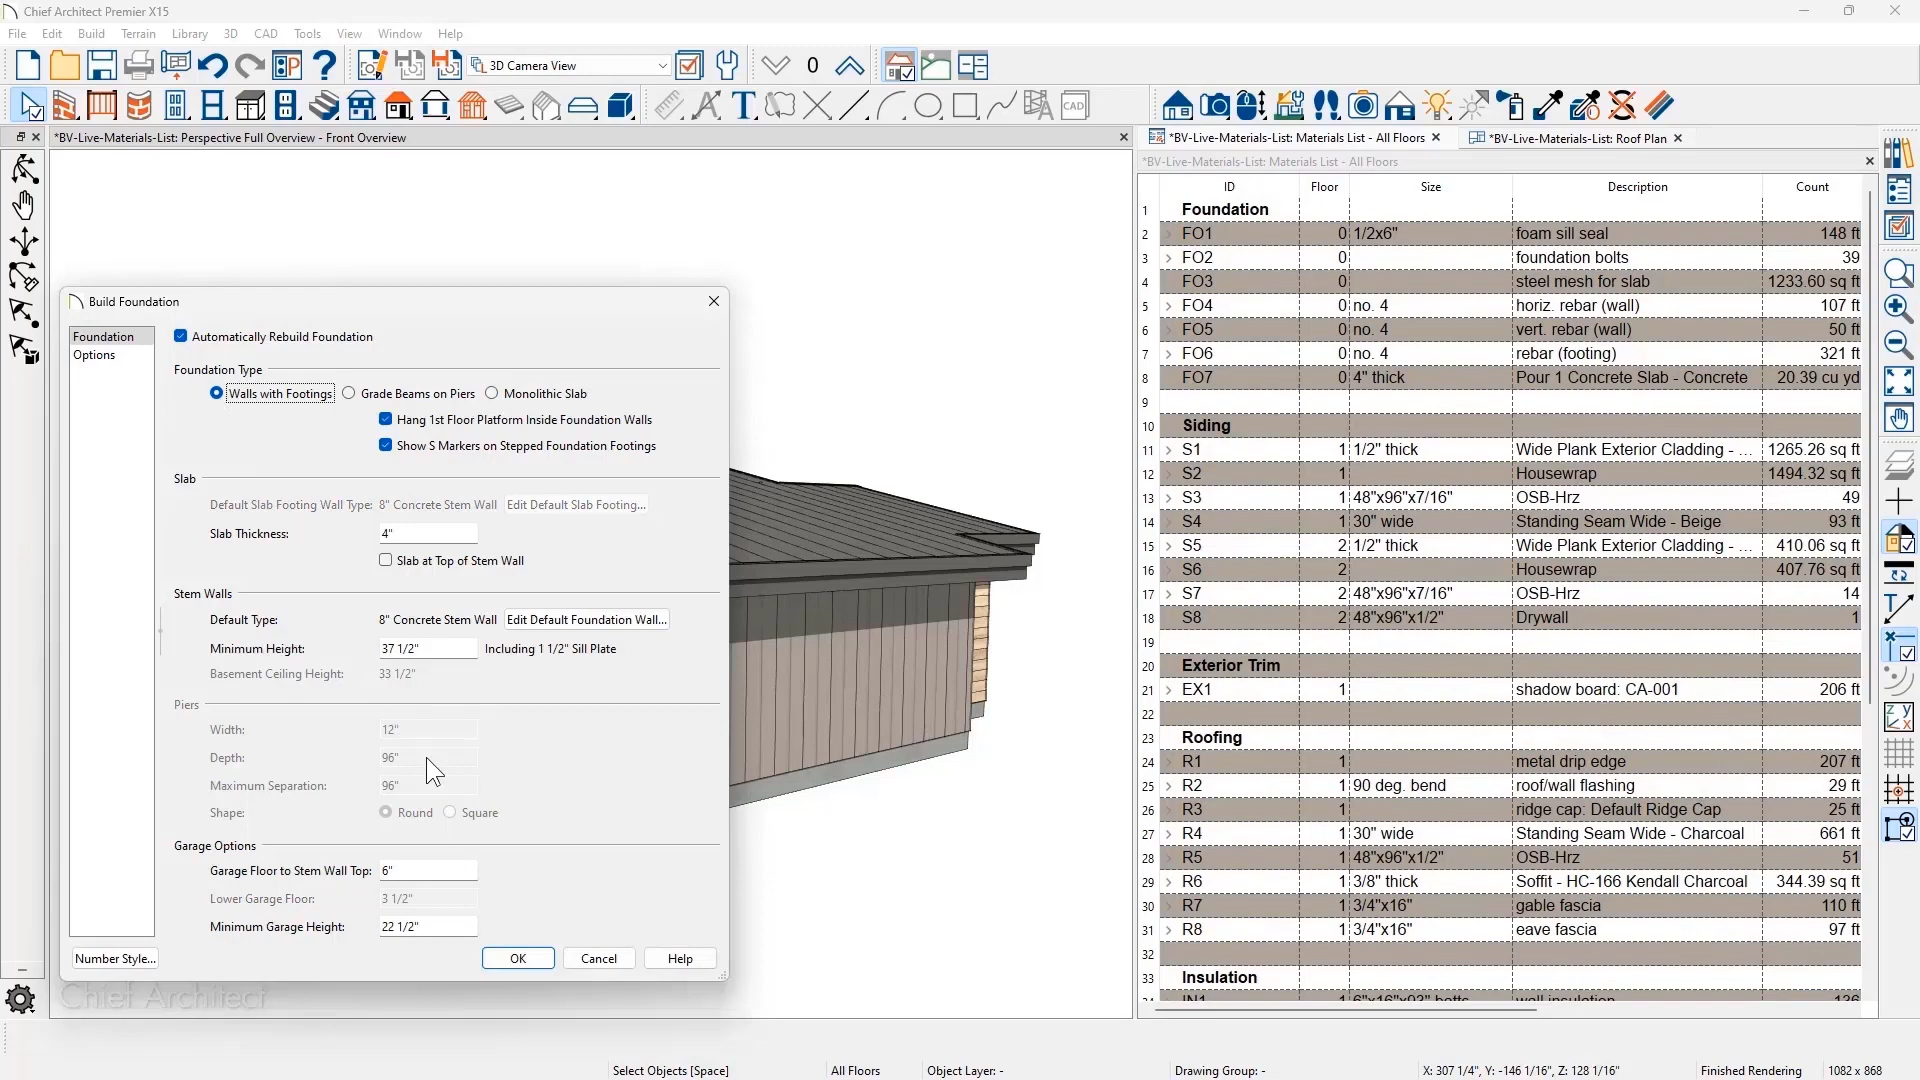 Chief Architect Premier X15
File Edit Build Terrain Library 3D CAD Tools View Window Help
3D Camera View 0
CAD
*BV-Live-Materials-List: Perspective Full Overview - Front Overview
*BV-Live-Materials-List: Materials List - All Floors
*BV-Live-Materials-List: Roof Plan
*BV-Live-Materials-List: Materials List - All Floors
ID Floor Size Description Count
1 Foundation
2 FO1 0 1/2x6" foam sill seal 148 ft
3 FO2 0 foundation bolts 39
4 FO3 0 steel mesh for slab 1233.60 sq ft
5 FO4 0 no. 4 horiz. rebar (wall) 107 ft
6 FO5 0 no. 4 vert. rebar (wall) 50 ft
7 FO6 0 no. 4 rebar (footing) 321 ft
8 FO7 0 4" thick Pour 1 Concrete Slab - Concrete 20.39 cu yd
9
10 Siding
11 S1 1 1/2" thick Wide Plank Exterior Cladding - ... 1265.26 sq ft
12 S2 1 Housewrap 1494.32 sq ft
13 S3 1 48"x96"x7/16" OSB-Hrz 49
14 S4 1 30" wide Standing Seam Wide - Beige 93 ft
15 S5 2 1/2" thick Wide Plank Exterior Cladding - ... 410.06 sq ft
16 S6 2 Housewrap 407.76 sq ft
17 S7 2 48"x96"x7/16" OSB-Hrz 14
18 S8 2 48"x96"x1/2" Drywall 1
19
20 Exterior Trim
21 EX1 1 shadow board: CA-001 206 ft
22
23 Roofing
24 R1 1 metal drip edge 207 ft
25 R2 1 90 deg. bend roof/wall flashing 29 ft
26 R3 1 ridge cap: Default Ridge Cap 25 ft
27 R4 1 30" wide Standing Seam Wide - Charcoal 661 ft
28 R5 1 48"x96"x1/2" OSB-Hrz 51
29 R6 1 3/8" thick Soffit - HC-166 Kendall Charcoal 344.39 sq ft
30 R7 1 3/4"x16" gable fascia 110 ft
31 R8 1 3/4"x16" eave fascia 97 ft
32
33 Insulation
Build Foundation
Foundation
Options
Automatically Rebuild Foundation
Foundation Type
Walls with Footings Grade Beams on Piers Monolithic Slab
Hang 1st Floor Platform Inside Foundation Walls
Show S Markers on Stepped Foundation Footings
Slab
Default Slab Footing Wall Type: 8" Concrete Stem Wall Edit Default Slab Footing...
Slab Thickness: 4"
Slab at Top of Stem Wall
Stem Walls
Default Type: 8" Concrete Stem Wall Edit Default Foundation Wall...
Minimum Height: 37 1/2" Including 1 1/2" Sill Plate
Basement Ceiling Height: 33 1/2"
Piers
Width: 12"
Depth: 96"
Maximum Separation: 96"
Shape: Round Square
Garage Options
Garage Floor to Stem Wall Top: 6"
Lower Garage Floor: 3 1/2"
Minimum Garage Height: 22 1/2"
Number Style... OK Cancel Help
Chief Architect
Select Objects [Space] All Floors Object Layer: - Drawing Group: - X: 307 1/4", Y: -146 1/16", Z: 128 1/16" Finished Rendering 1082 x 868